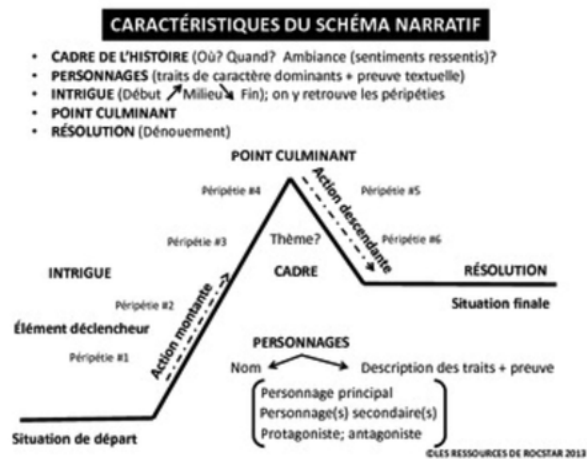 CARACTÉRISTIQUES DU SCHÉMA NARRATIF
• CADRE DE L'HISTOIRE (Où? Quand? Ambiance (sentiments ressentis)?
• PERSONNAGES (traits de caractère dominants + preuve textuelle)
• INTRIGUE (Début Milieu Fin); on y retrouve les péripéties
• POINT CULMINANT
• RÉSOLUTION (Dénouement)
POINT CULMINANT
Péripétie #4
Péripétie #5
Action descendante
Péripétie #3
Thème?
Péripétie #6
INTRIGUE
CADRE
RÉSOLUTION
Péripétie #2
Situation finale
Élément déclencheur
Action montante
Péripétie #1
PERSONNAGES
Nom
Description des traits + preuve
Personnage principal
Personnage(s) secondaire(s)
Protagoniste; antagoniste
Situation de départ
©LES RESSOURCES DE ROCSTAR 2013